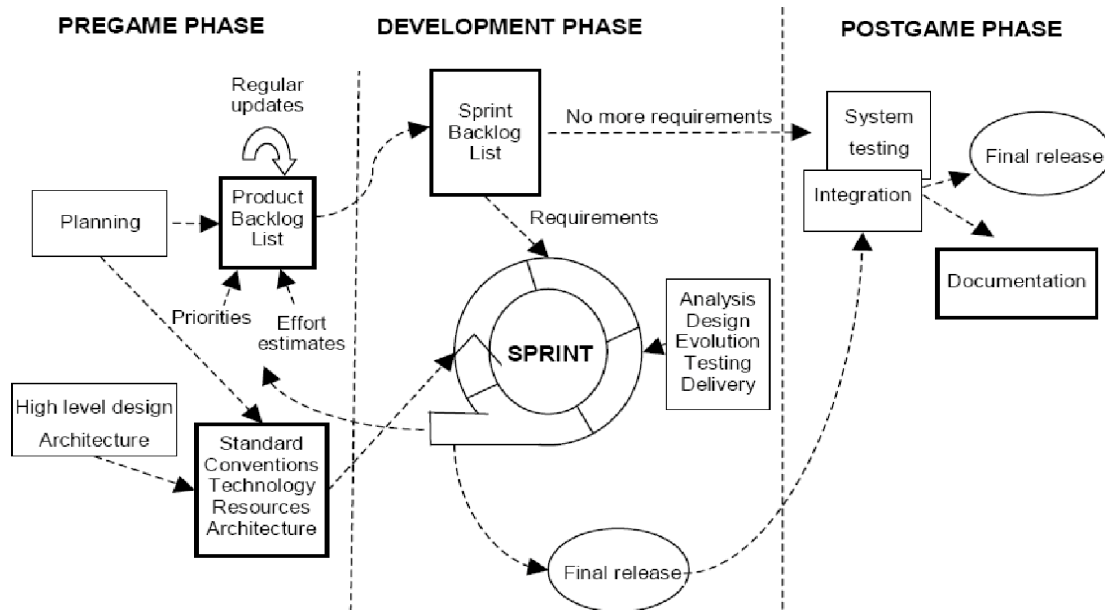 PREGAME PHASE
DEVELOPMENT PHASE
POSTGAME PHASE
Regular
updates
Planning
Product
Backlog
List
Priorities
Effort
estimates
High level design
Architecture
Standard
Conventions
Technology
Resources
Architecture
Sprint
Backlog
List
No more requirements
Requirements
SPRINT
Analysis
Design
Evolution
Testing
Delivery
Final release
System
testing
Integration
Final release
Documentation